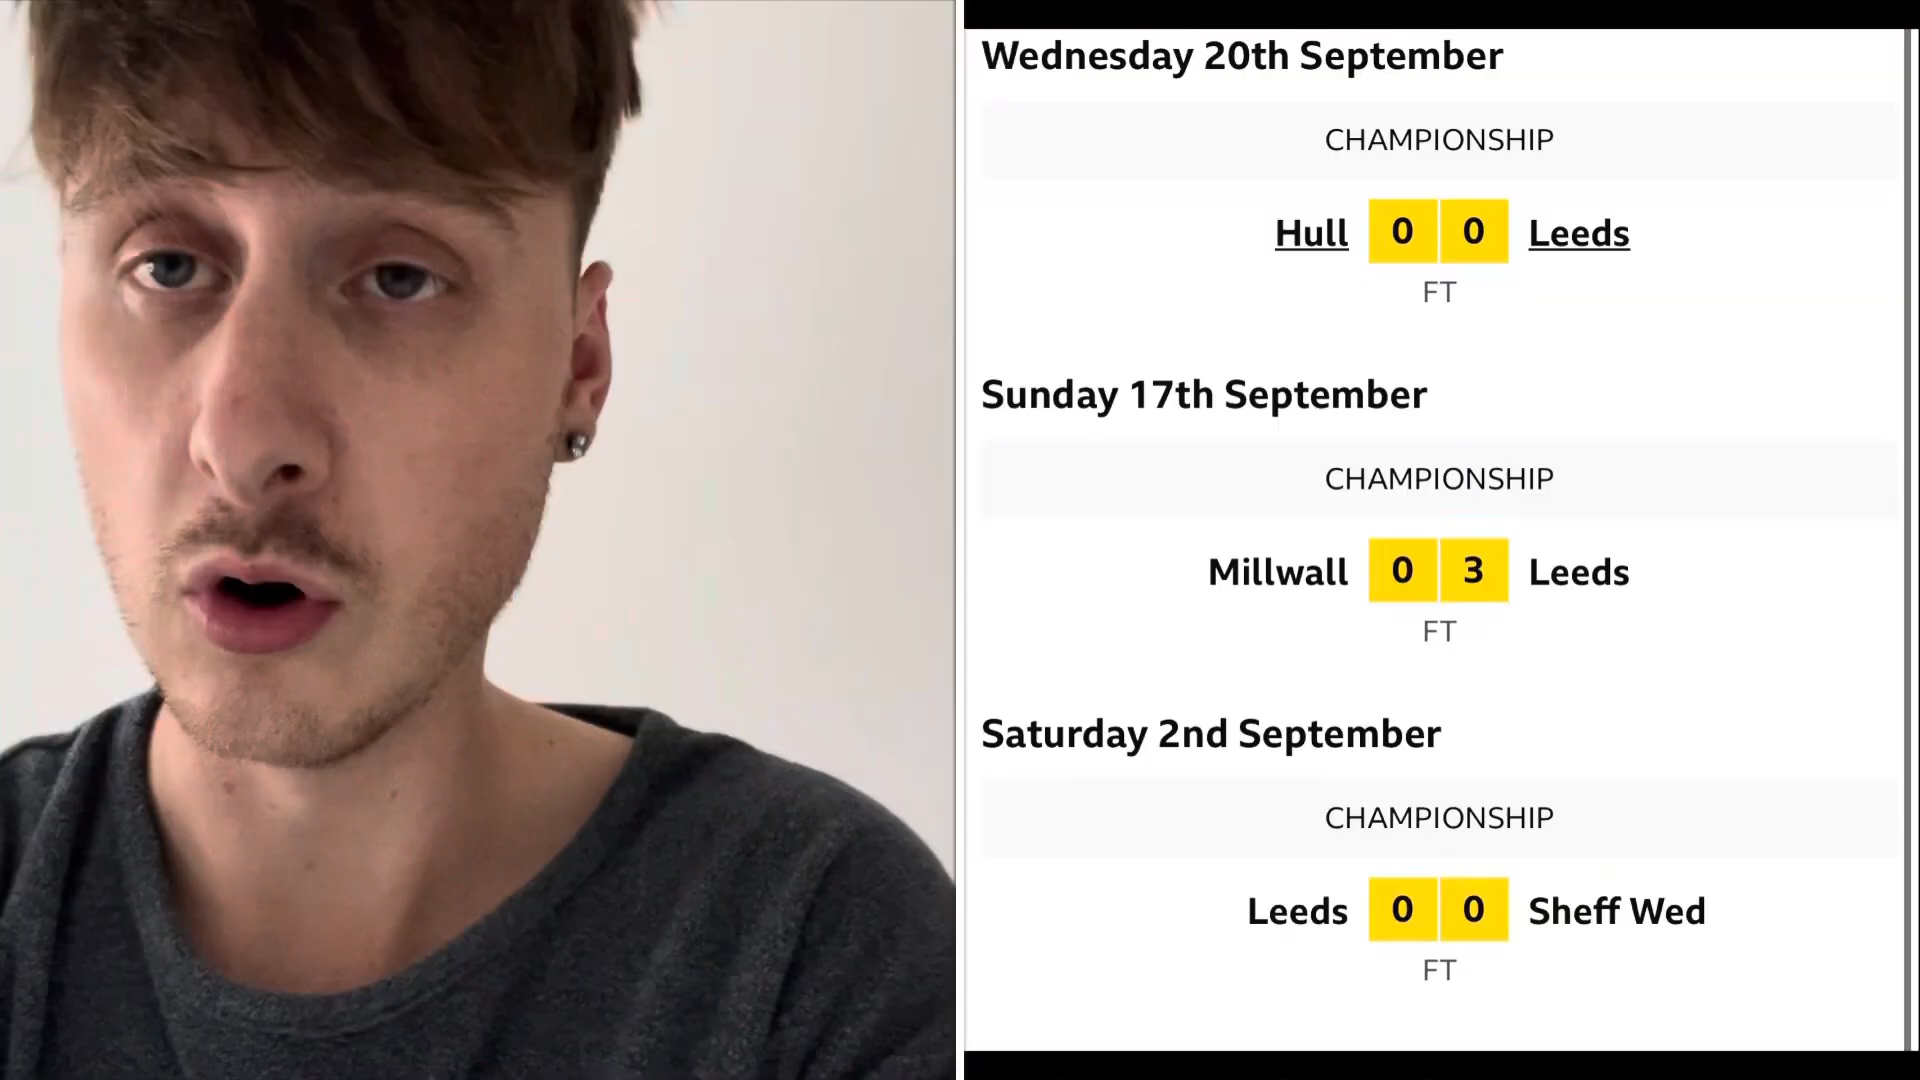 Wednesday 20th September
CHAMPIONSHIP
Hull 0 0 Leeds
FT
Sunday 17th September
CHAMPIONSHIP
Millwall 0 3 Leeds
FT
Saturday 2nd September
CHAMPIONSHIP
Leeds 0 0 Sheff Wed
FT